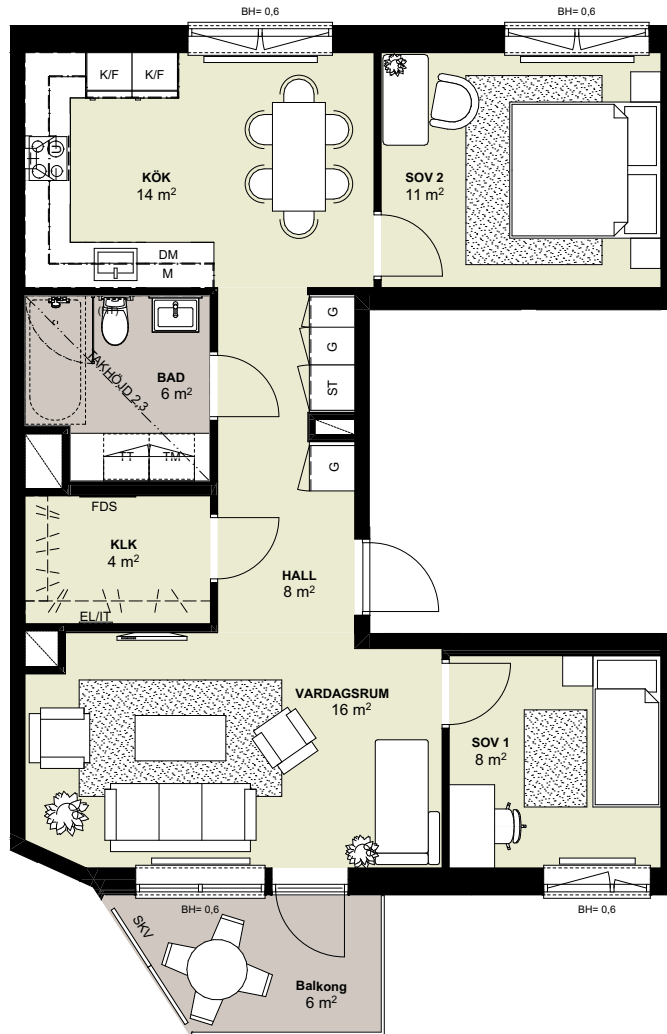 BH= 0,6
BH= 0,6
K/F
K/F
KÖK
14 m²
SOV 2
11 m²
DM
M
G
G
ST
TAKHÖJD 2,3
BAD
6 m²
TT
TM
G
FDS
KLK
4 m²
HALL
8 m²
EL/IT
VARDAGSRUM
16 m²
SOV 1
8 m²
BH= 0,6
BH= 0,6
SKV
Balkong
6 m²